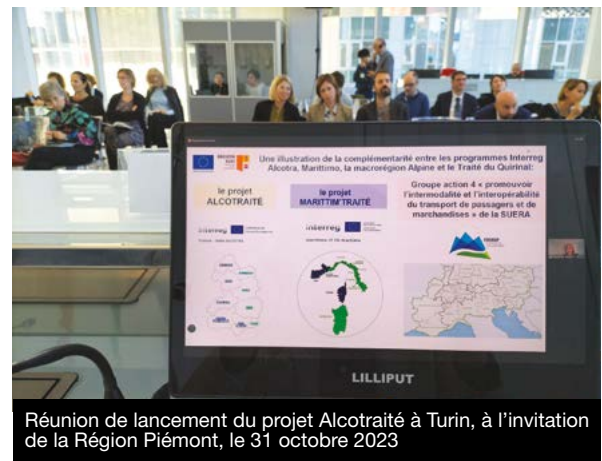 Une illustration de la complémentarité entre les programmes Interreg
Alcotra, Marittimo, la macrorégion Alpine et le Traité du Quirinal:
le projet
ALCOTRAITÉ
le projet
MARITTIM'TRAITÉ
Groupe action 4 « promouvoir
l'intermodalité et l'interopérabilité
du transport de passagers et de
marchandises » de la SUERA
Interreg
Interreg
LILLIPUT
Réunion de lancement du projet Alcotraité à Turin, à l'invitation
de la Région Piémont, le 31 octobre 2023